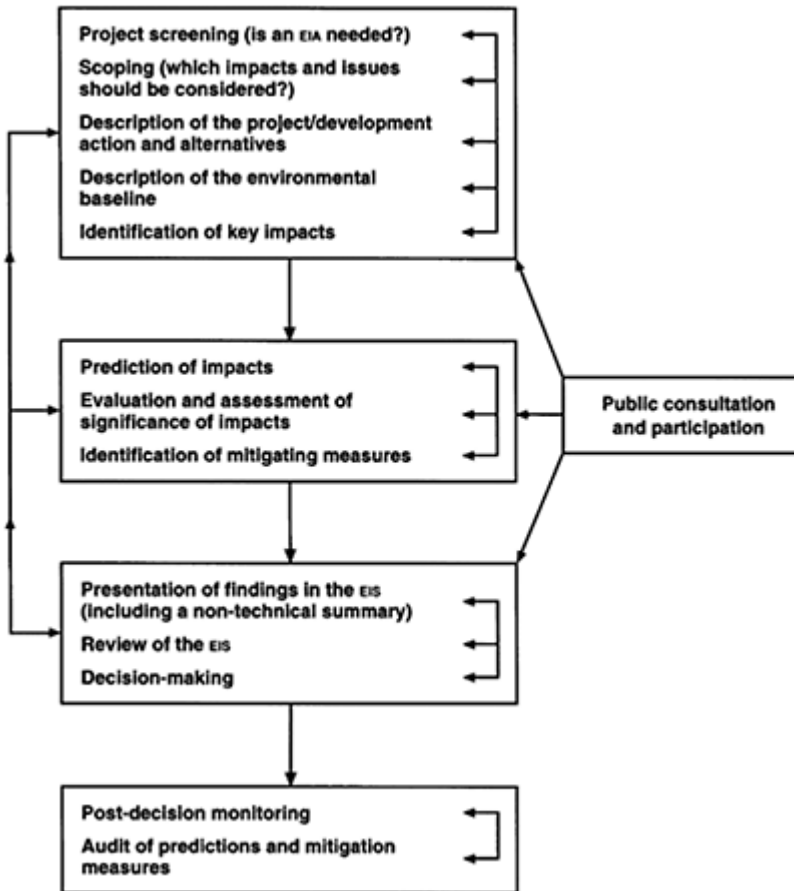 Project screening (is an EIA needed?)
Scoping (which impacts and issues
should be considered?)
Description of the project/development
action and alternatives
Description of the environmental
baseline
Identification of key impacts
Prediction of impacts
Evaluation and assessment of
significance of impacts
Identification of mitigating measures
Public consultation
and participation
Presentation of findings in the EIS
(including a non-technical summary)
Review of the EIS
Decision-making
Post-decision monitoring
Audit of predictions and mitigation
measures